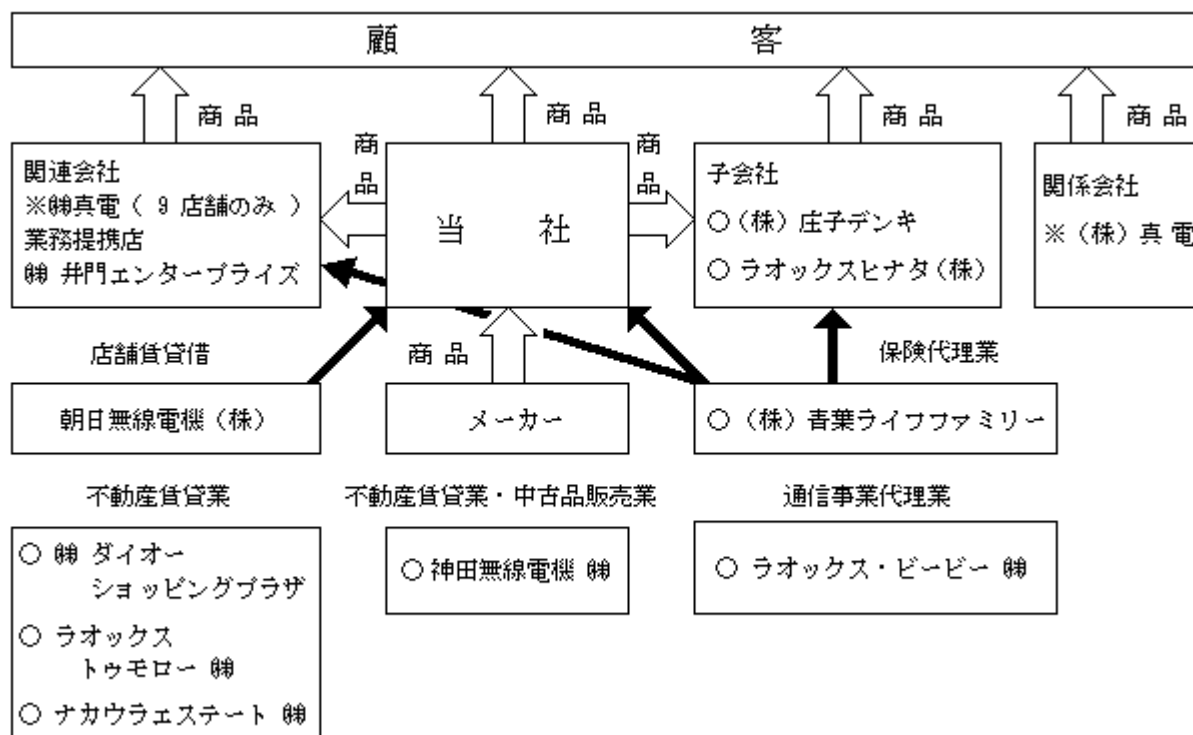 顧 客
商 品
商 品
商 品
商 品
関連会社
※㈱真電( 9 店舗のみ )
業務提携店
㈱ 弁門エンタープライズ
商
品
当 社
商
品
子会社
○(株)庄子デンキ
○ ラオックスヒナタ(株)
関係会社
※(株)真 電
店舗賃貸借
商 品
保険代理業
朝日無線電機(株)
メーカー
○(株)青葉ライフファミリー
不動産賃貸業
不動産賃貸業・中古品販売業
通信事業代理業
○ ㈱ ダイオー
ショッピングプラザ
○ ラオックス
トゥモロー ㈱
○ ナカウラエステート ㈱
○神田無線電機 ㈱
○ ラオックス・ビービー ㈱